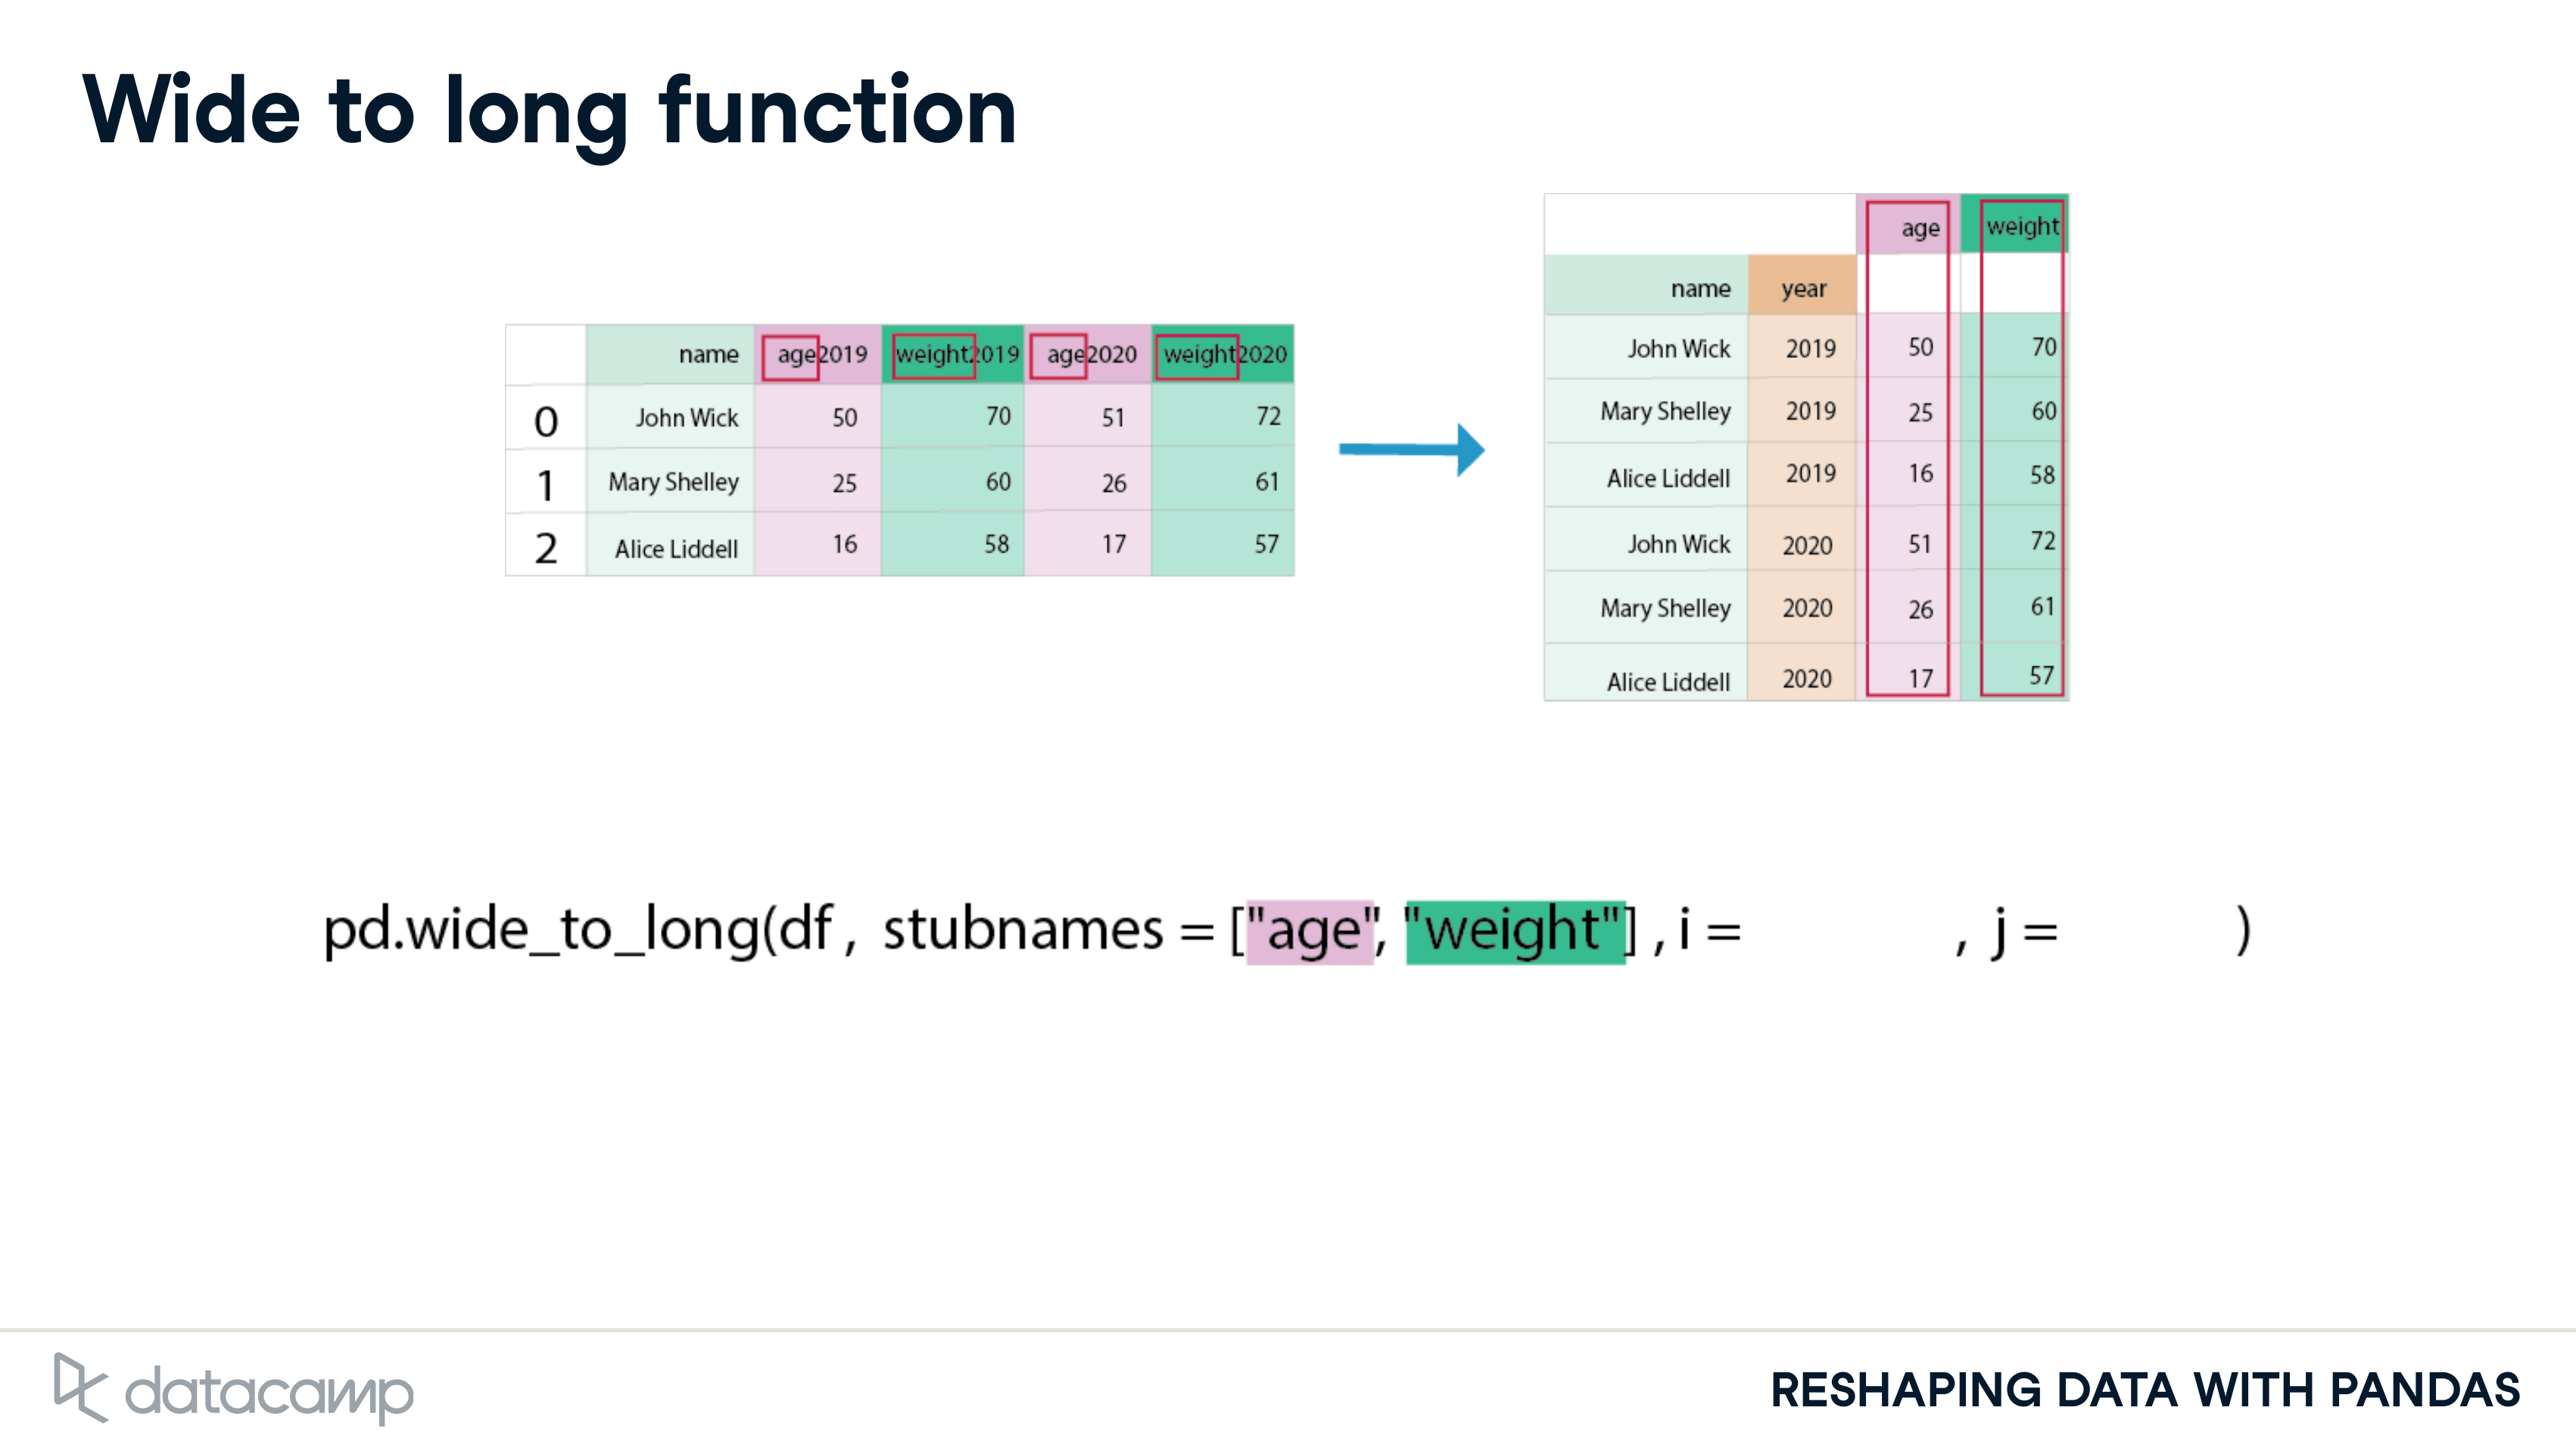 Wide to long function
name age2019 weight2019 age2020 weight2020
0 John Wick 50 70 51 72
1 Mary Shelley 25 60 26 61
2 Alice Liddell 16 58 17 57
age weight
name year
John Wick 2019 50 70
Mary Shelley 2019 25 60
Alice Liddell 2019 16 58
John Wick 2020 51 72
Mary Shelley 2020 26 61
Alice Liddell 2020 17 57
pd.wide_to_long(df , stubnames = ["age", "weight"] , i = , j = )
datacamp
RESHAPING DATA WITH PANDAS